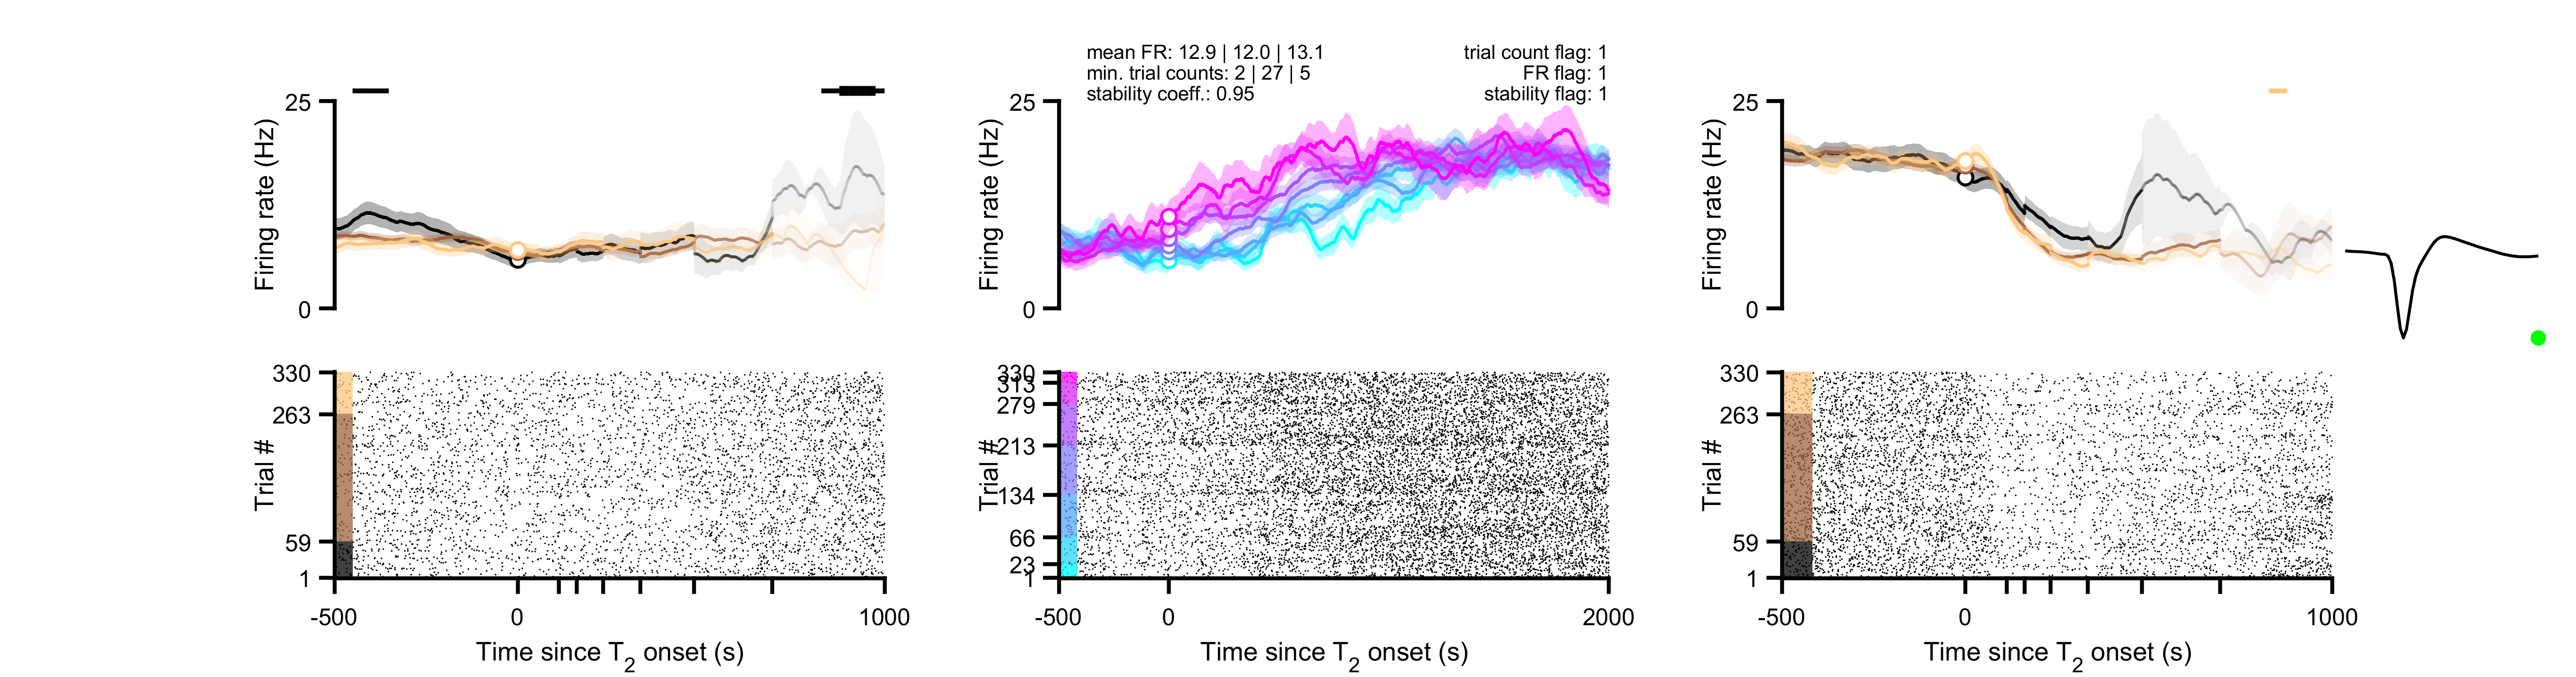 mean FR: 12.9 | 12.0 | 13.1
min. trial counts: 2 | 27 | 5
stability coeff.: 0.95
trial count flag: 1
FR flag: 1
stability flag: 1
25
Firing rate (Hz)
0
25
Firing rate (Hz)
0
25
Firing rate (Hz)
0
330
263
Trial #
59
1
-500
0
1000
Time since T2 onset (s)
330
313
279
213
Trial #
134
66
23
1
-500
0
2000
Time since T2 onset (s)
330
263
Trial #
59
1
-500
0
1000
Time since T2 onset (s)